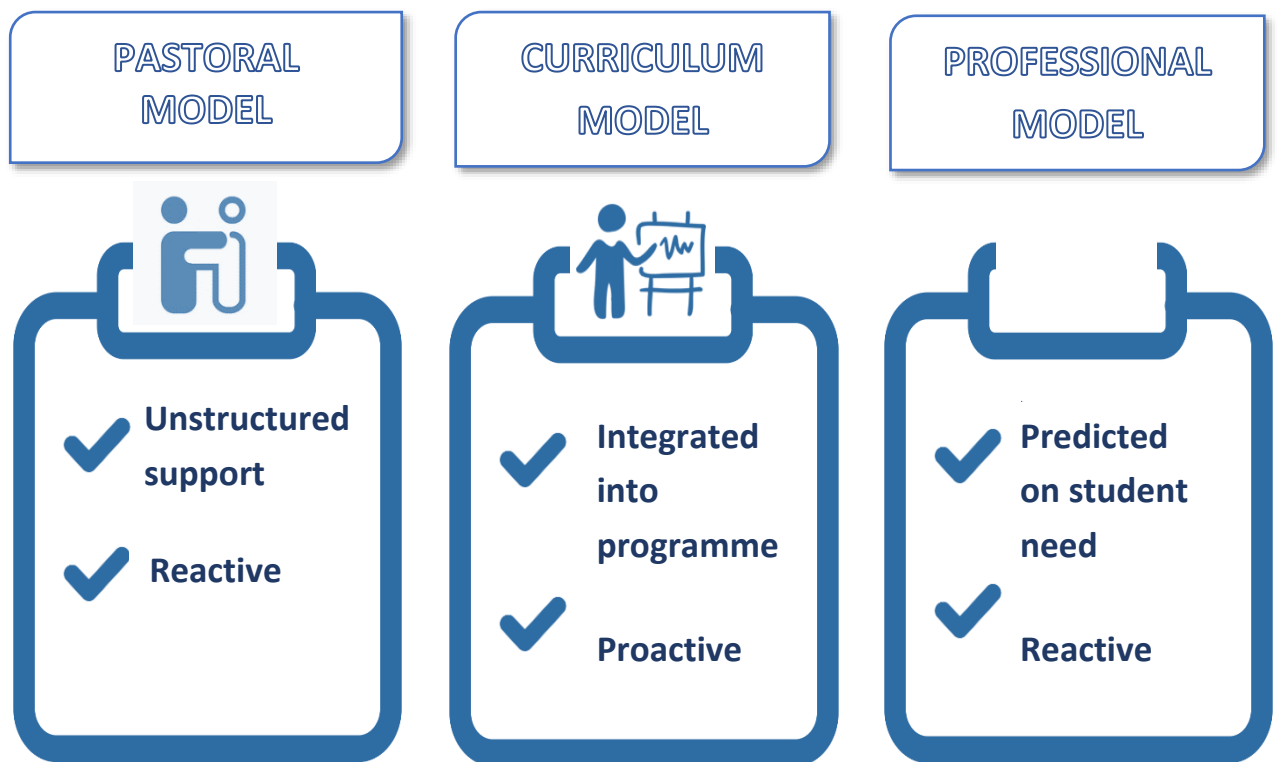 PASTORAL
MODEL
Unstructured
support
Reactive
CURRICULUM
MODEL
Integrated
into
programme
Proactive
PROFESSIONAL
MODEL
Predicted
on student
need
Reactive